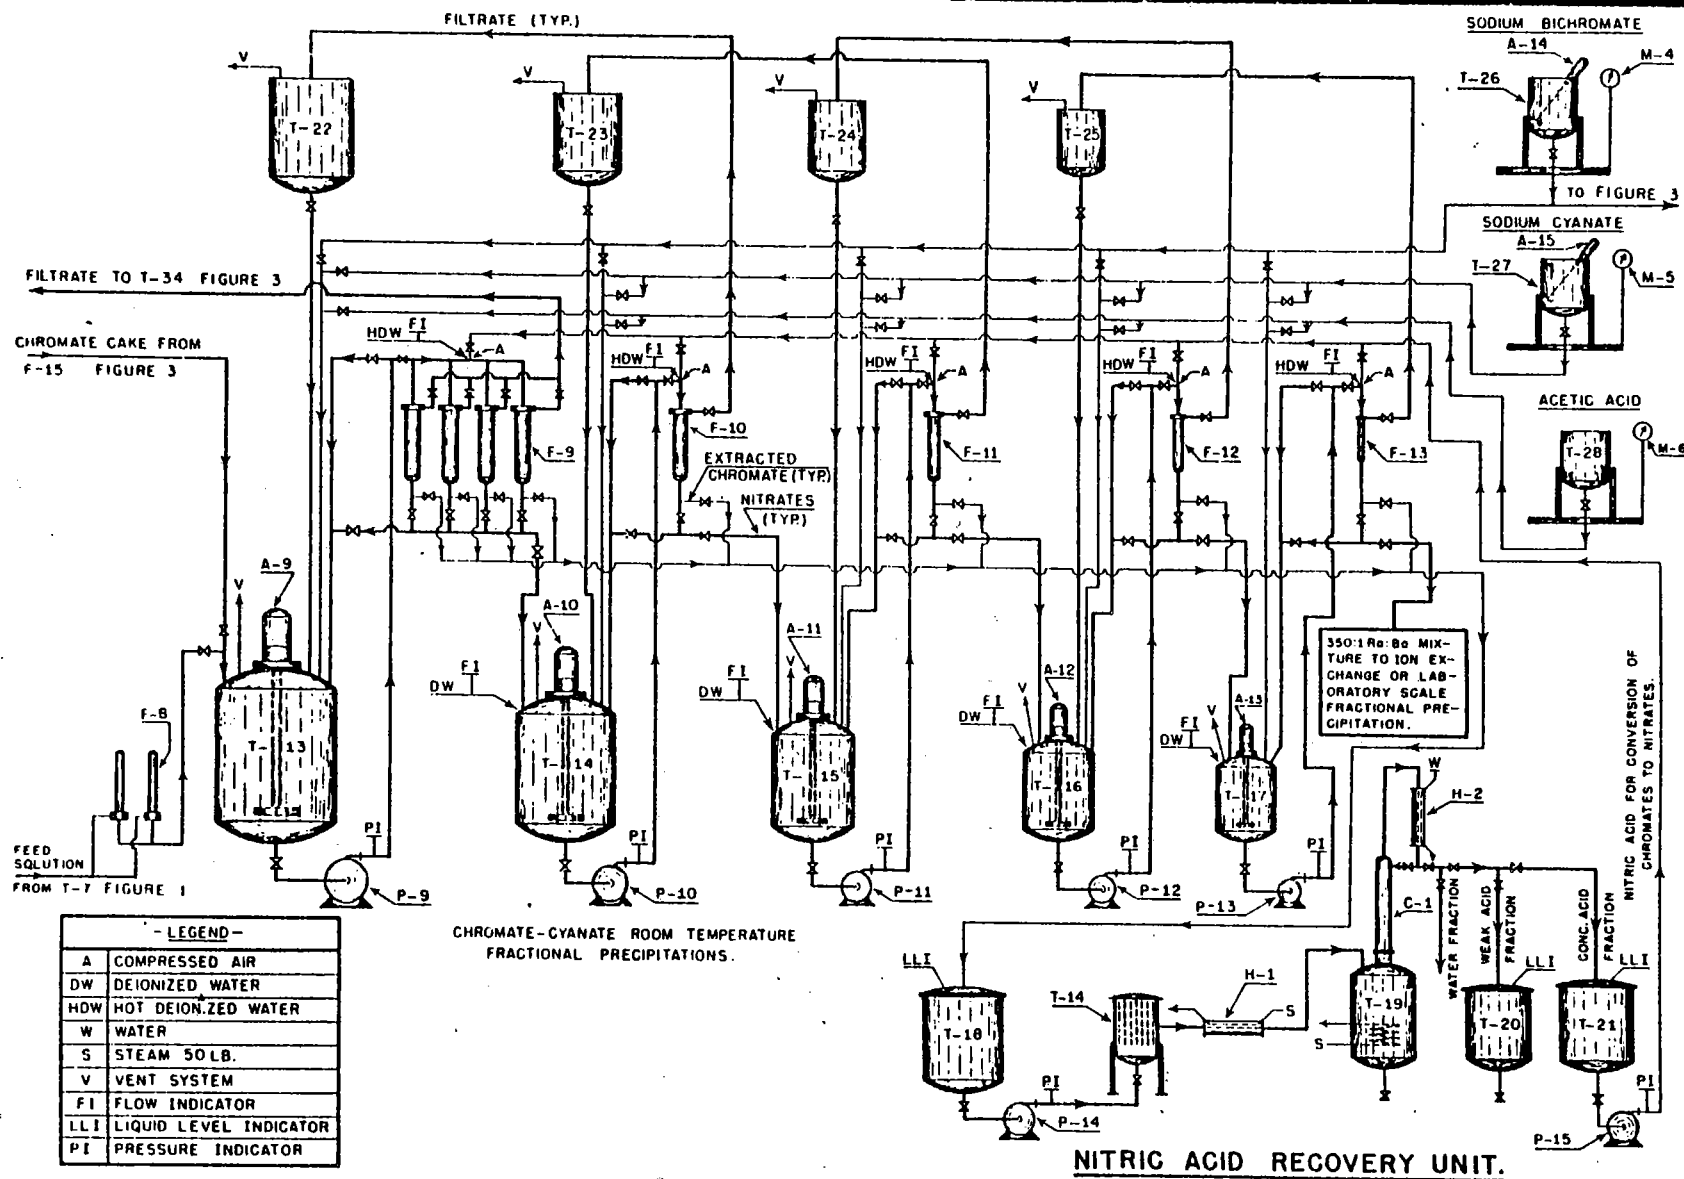 FILTRATE (TYP.)
SODIUM BICHROMATE
A-14
M-4
T-26
V
V
V
V
T-22
T-23
T-24
T-25
TO FIGURE 3
SODIUM CYANATE
A-15
M-5
T-27
FILTRATE TO T-34 FIGURE 3
CHROMATE CAKE FROM
F-15 FIGURE 3
FI
HDW
A
FI
HDW
A
FI
HDW
A
FI
HDW
A
FI
HDW
A
ACETIC ACID
T-28
M-6
F-9
F-10
F-11
F-12
F-13
EXTRACTED
CHROMATE (TYP.)
NITRATES
(TYP.)
A-9
V
A-10
V
A-11
V
A-12
V
A-13
V
FI
DW
FI
DW
FI
DW
FI
DW
350:1 Ra:Ba MIX-
TURE TO ION EX-
CHANGE OR LAB-
ORATORY SCALE
FRACTIONAL PRE-
CIPITATION.
NITRIC ACID FOR CONVERSION OF
CHROMATES TO NITRATES.
F-8
T-13
T-14
T-15
T-16
T-17
PI
PI
PI
PI
PI
FEED
SOLUTION
FROM T-7 FIGURE 1
P-9
P-10
P-11
P-12
P-13
W
H-2
C-1
WATER FRACTION
WEAK ACID
FRACTION
CONC. ACID
FRACTION
CHROMATE-CYANATE ROOM TEMPERATURE
FRACTIONAL PRECIPITATIONS.
- LEGEND -
A COMPRESSED AIR
DW DEIONIZED WATER
HDW HOT DEION.ZED WATER
W WATER
S STEAM 50 LB.
V VENT SYSTEM
FI FLOW INDICATOR
LLI LIQUID LEVEL INDICATOR
PI PRESSURE INDICATOR
LLI
T-18
T-14
H-1
S
T-19
S
LLI
T-20
LLI
T-21
PI
P-14
PI
P-15
NITRIC ACID RECOVERY UNIT.